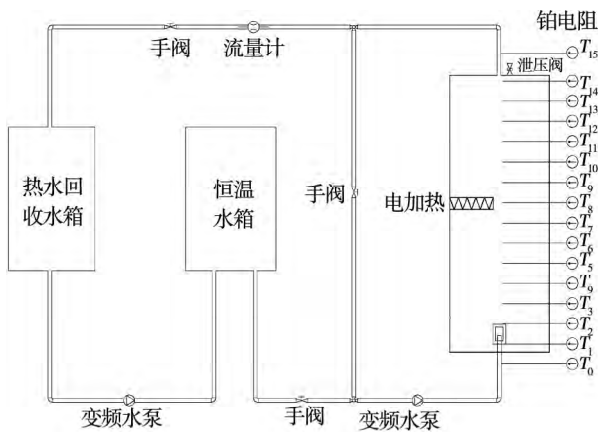 铂电阻
手阀
流量计
T15
泄压阀
T14
T13
T12
T11
T10
T9
T8
T7
T6
T5
T9
T3
T2
T1
T0
热水回
收水箱
恒温
水箱
手阀
电加热
变频水泵
手阀
变频水泵